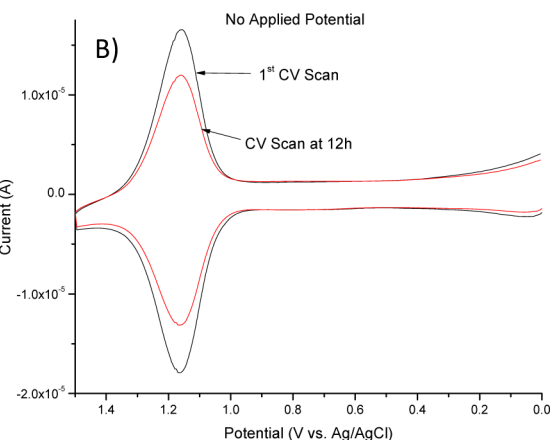 No Applied Potential
B)
1st CV Scan
CV Scan at 12h
1.0x10-5
0.0
-1.0x10-5
-2.0x10-5
Current (A)
1.4 1.2 1.0 0.8 0.6 0.4 0.2 0.0
Potential (V vs. Ag/AgCl)